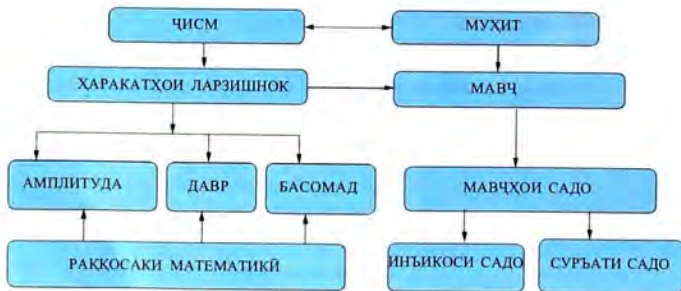 ҶИСМ
МУҲИТ
ҲАРАКАТҲОИ ЛАРЗИШНОК
МАВҶ
АМПЛИТУДА
ДАВР
БАСОМАД
МАВҶҲОИ САДО
РАҚҚОСАКИ МАТЕМАТИКӢ
ИНЪИКОСИ САДО
СУРЪАТИ САДО